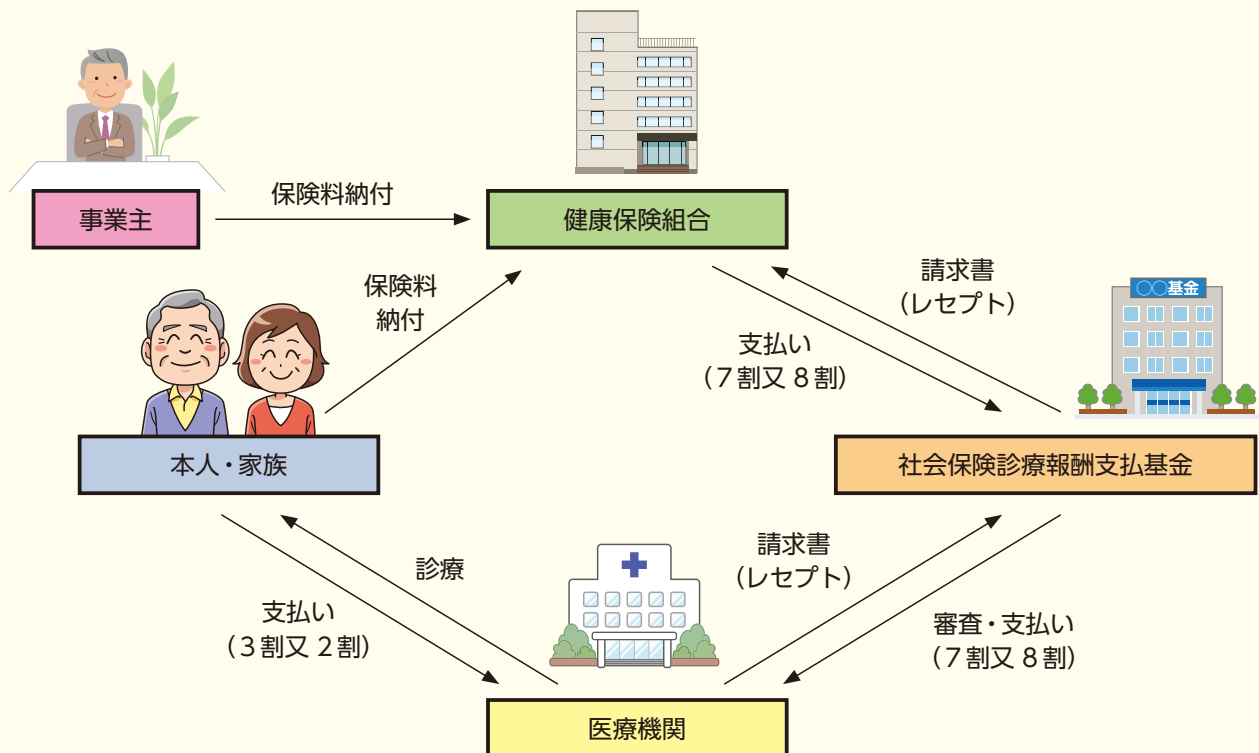 保険料納付
事業主
健康保険組合
保険料
納付
請求書
（レセプト）
〇〇基金
支払い
（７割又８割）
本人・家族
社会保険診療報酬支払基金
診療
支払い
（３割又２割）
請求書
（レセプト）
審査・支払い
（７割又８割）
医療機関